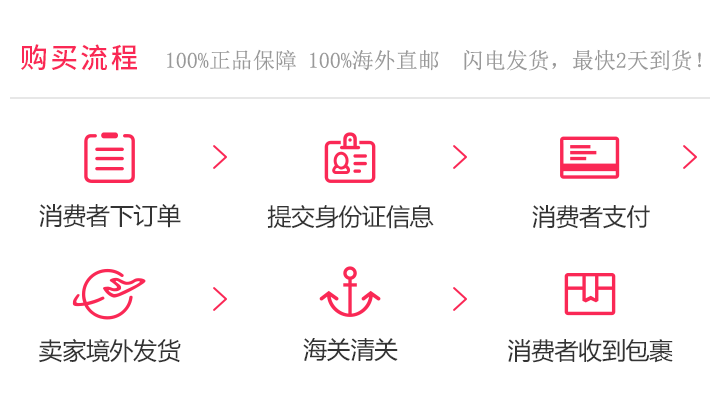 购买流程 100%正品保障 100%海外直邮 闪电发货，最快2天到货！
消费者下订单 提交身份证信息 消费者支付
卖家境外发货 海关清关 消费者收到包裹